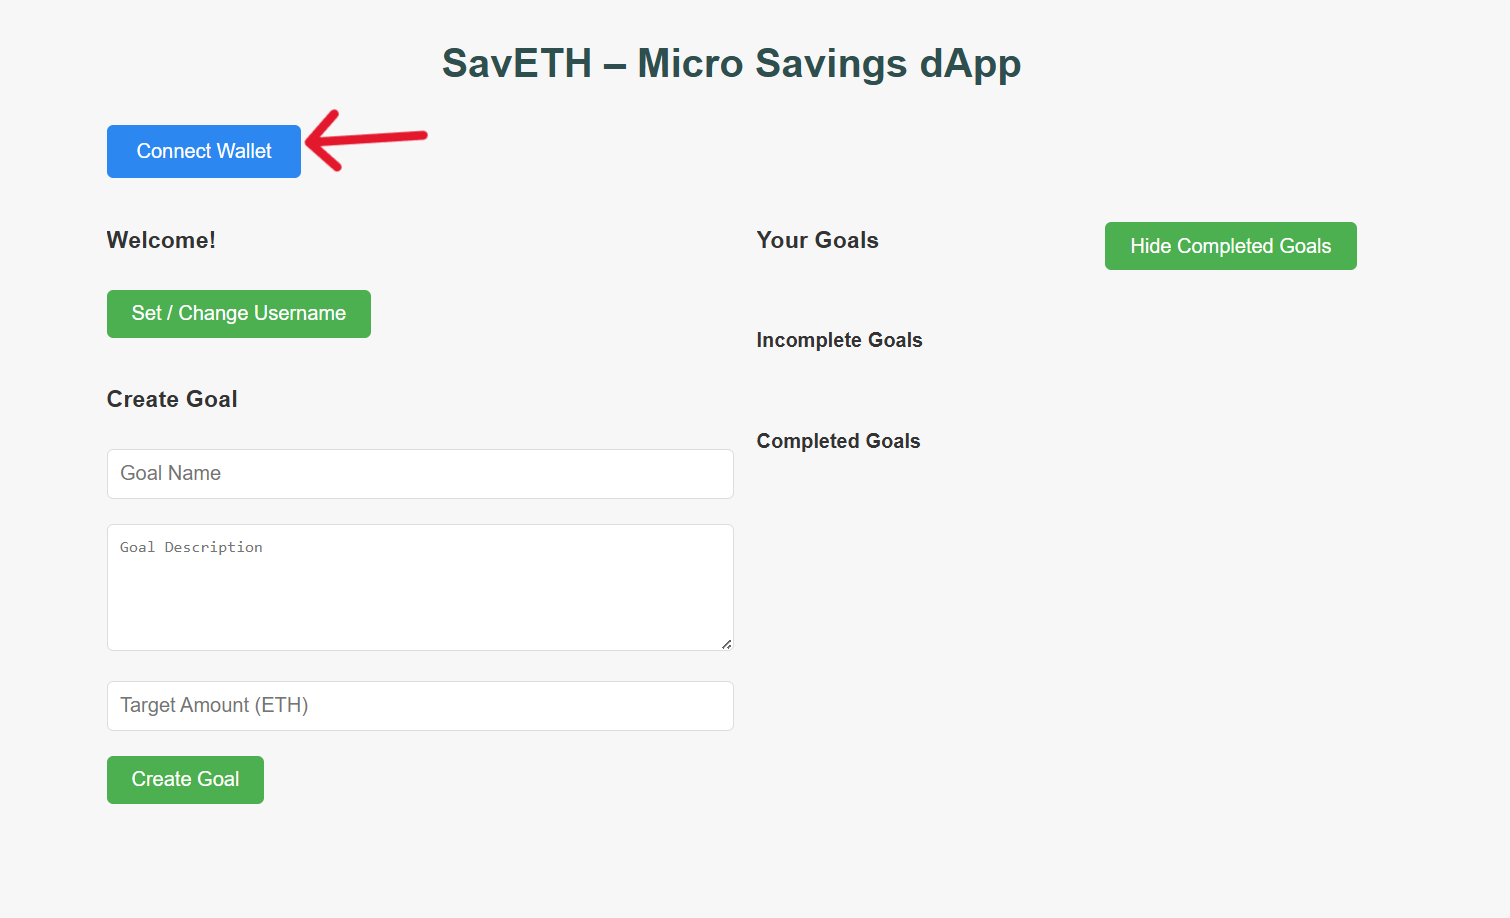 SavETH – Micro Savings dApp
Connect Wallet
Welcome!
Set / Change Username
Create Goal
Goal Name
Goal Description
Target Amount (ETH)
Create Goal
Your Goals
Hide Completed Goals
Incomplete Goals
Completed Goals